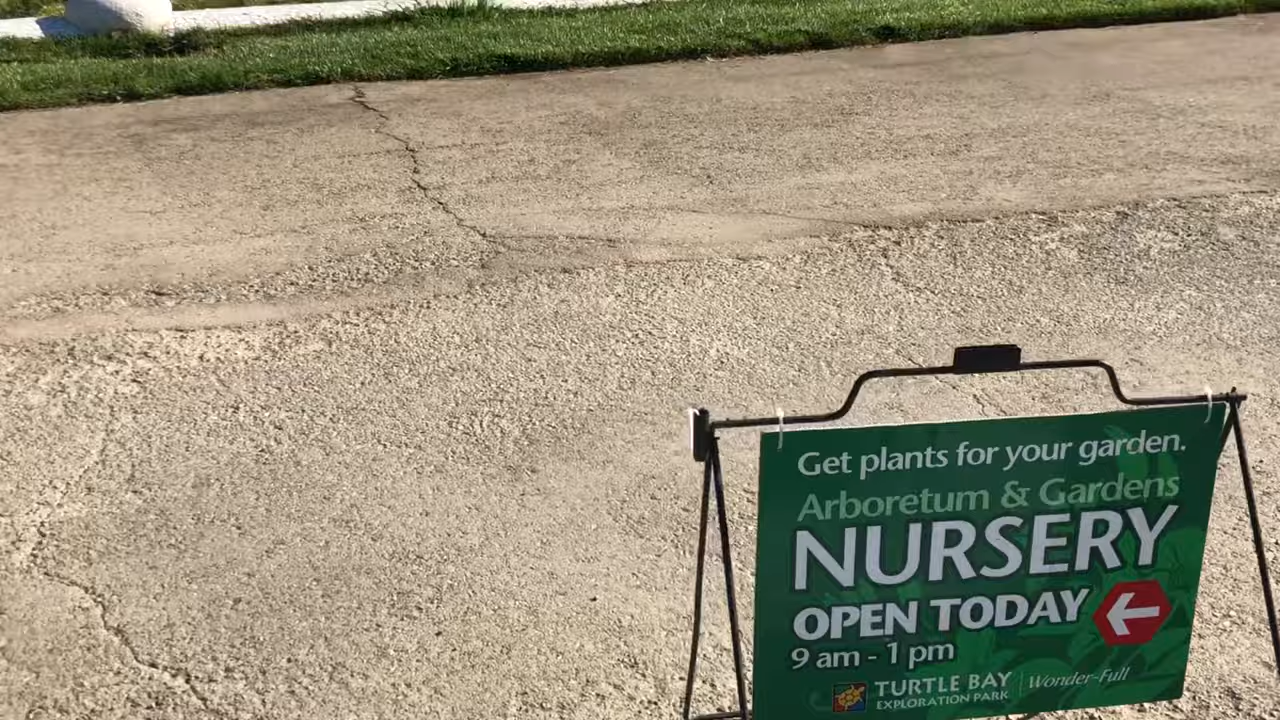 Get plants for your garden.
Arboretum & Gardens
NURSERY
OPEN TODAY
9 am - 1 pm
TURTLE BAY
EXPLORATION PARK
Wonder-Full